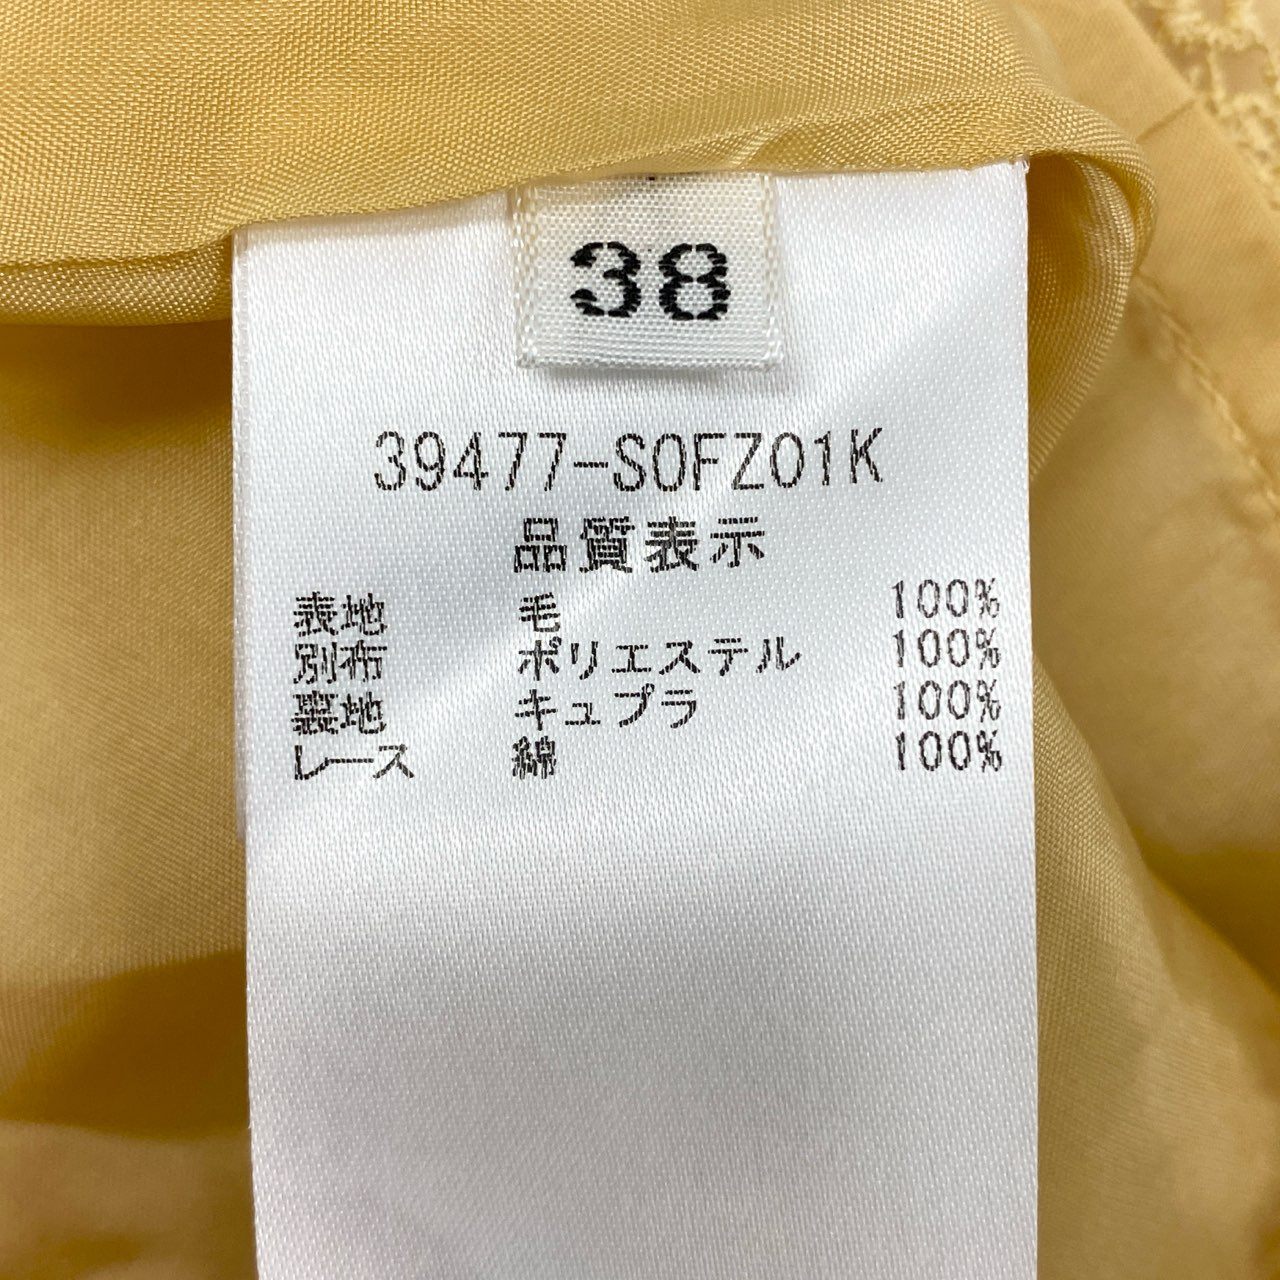 38
39477-S0FZ01K
品質表示
表地 毛 100%
別布 ポリエステル 100%
裏地 キュプラ 100%
レース 綿 100%